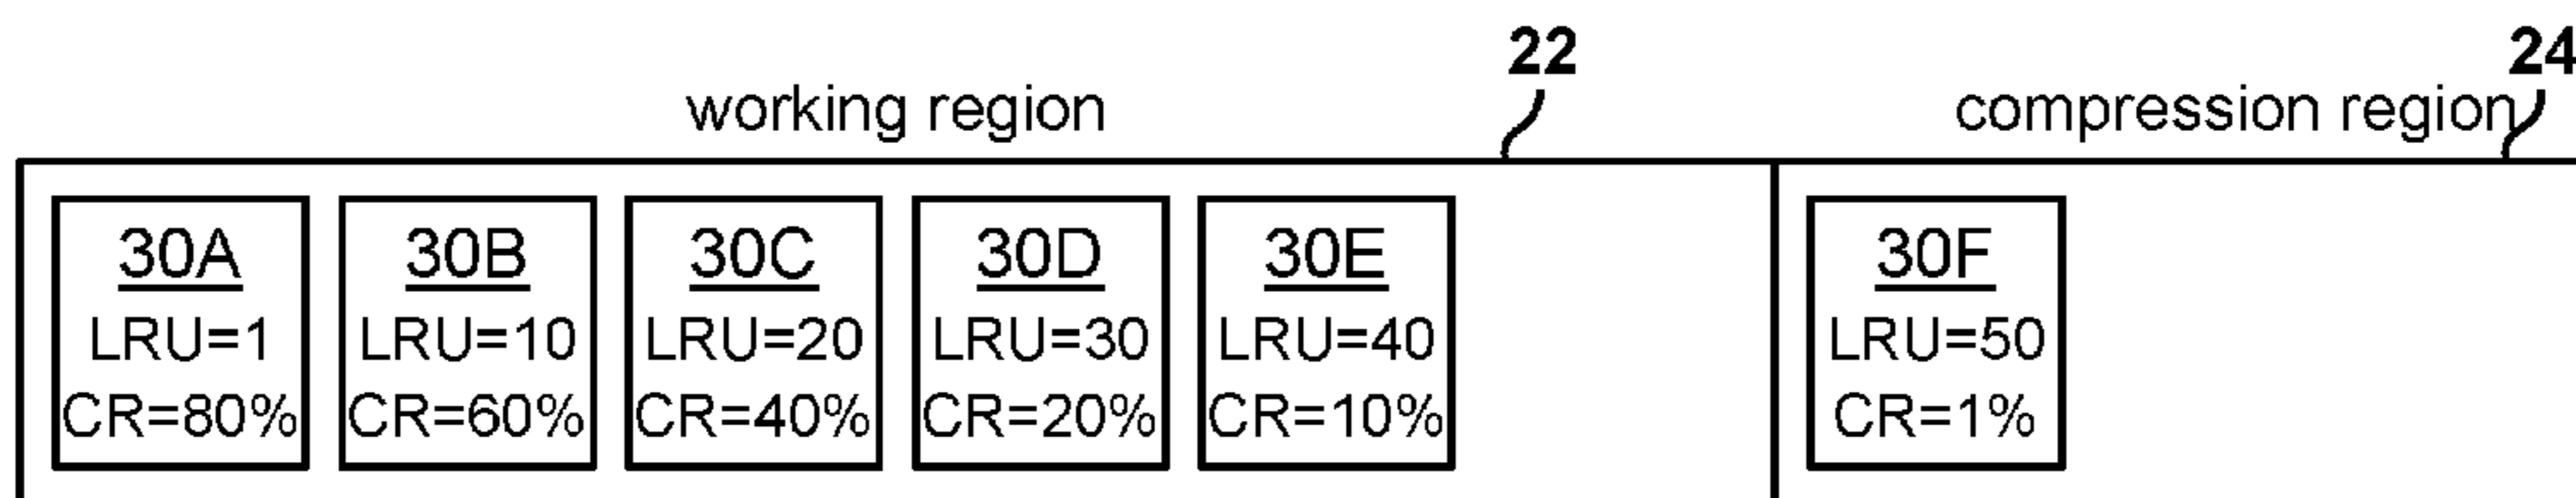 22
24
working region
compression region
30A
LRU=1
CR=80%
30B
LRU=10
CR=60%
30C
LRU=20
CR=40%
30D
LRU=30
CR=20%
30E
LRU=40
CR=10%
30F
LRU=50
CR=1%